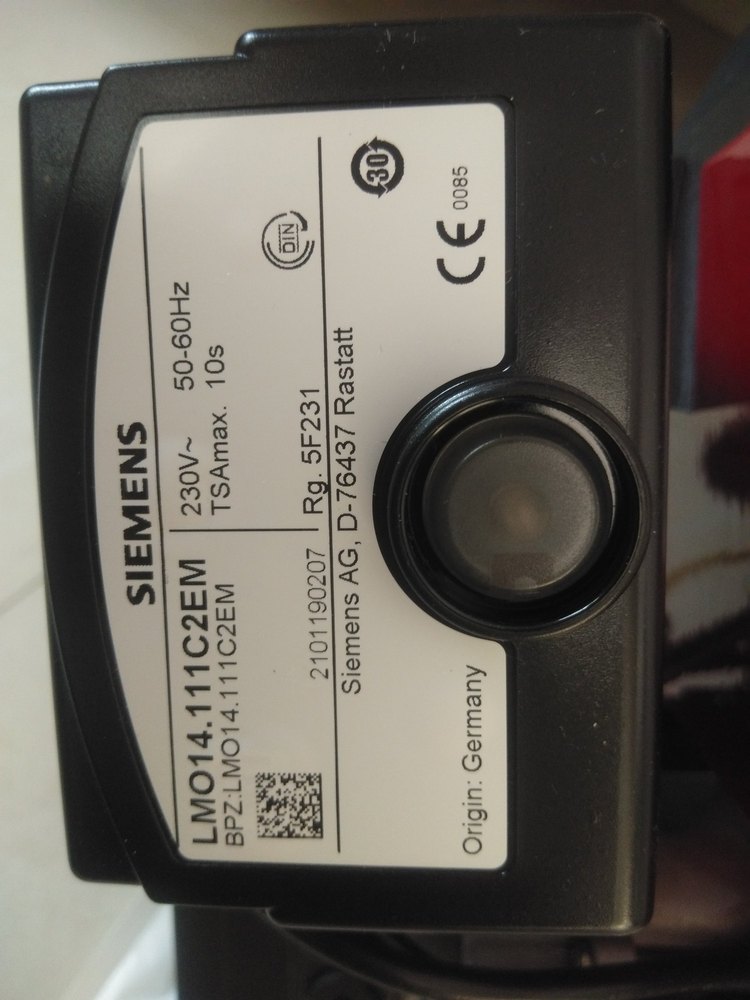 SIEMENS
LMO14.111C2EM
BPZ:LMO14.111C2EM
230V~ 50-60Hz
TSAmax. 10s
DIN
2101190207
Rg. 5F231
Siemens AG, D-76437 Rastatt
30
Origin: Germany
CE 0085